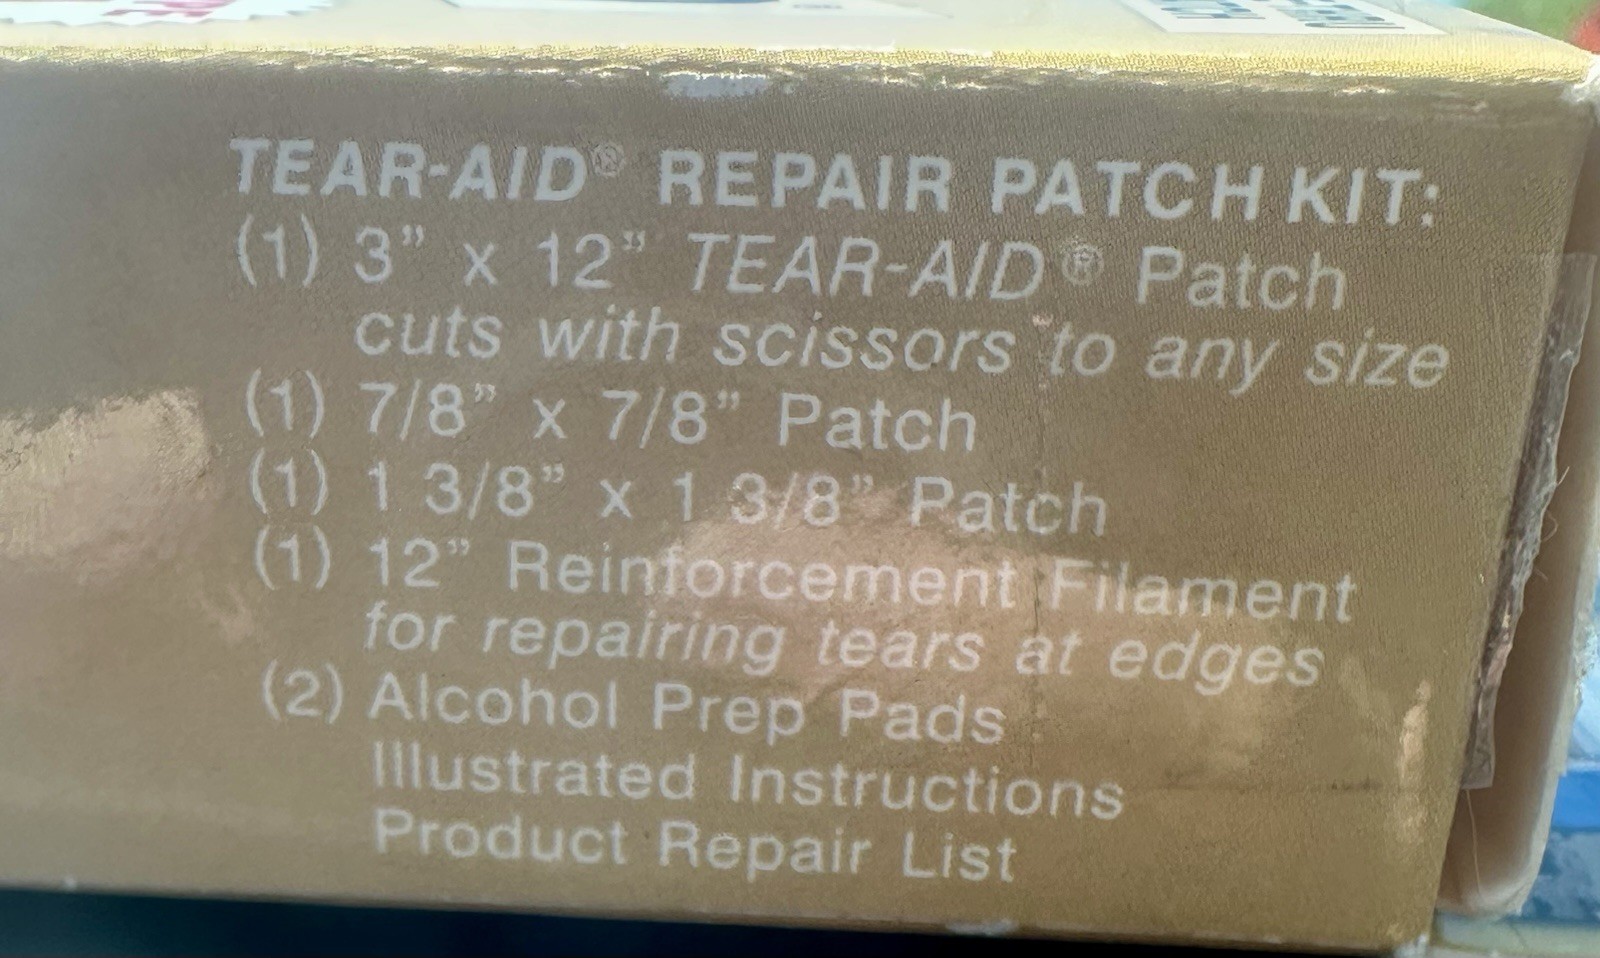 TEAR-AID® REPAIR PATCH KIT:
(1) 3” x 12” TEAR-AID® Patch
cuts with scissors to any size
(1) 7/8” x 7/8” Patch
(1) 1 3/8” x 1 3/8” Patch
(1) 12” Reinforcement Filament
for repairing tears at edges
(2) Alcohol Prep Pads
Illustrated Instructions
Product Repair List